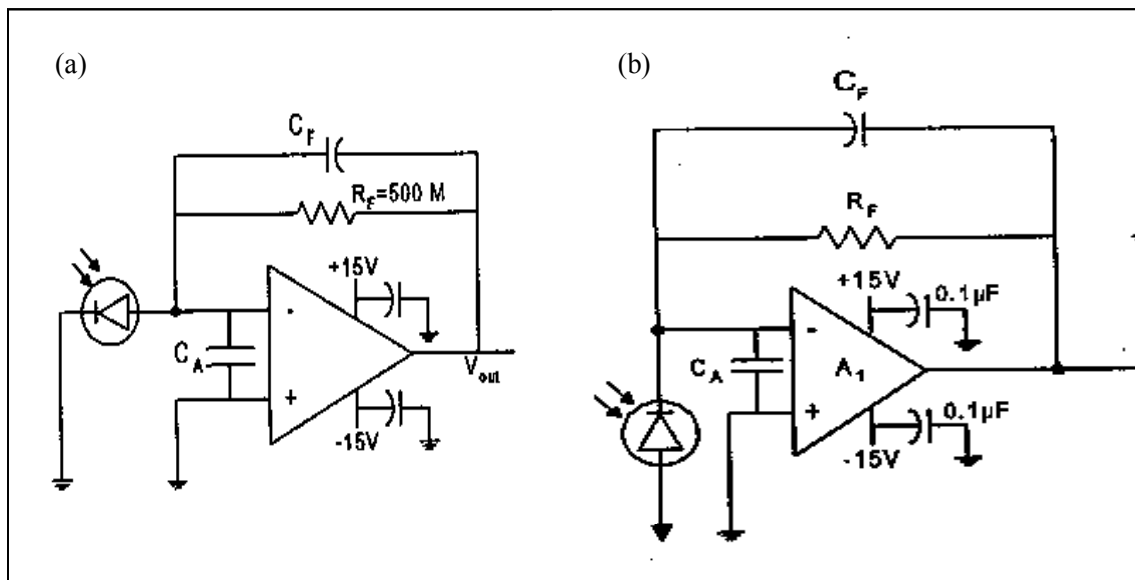 (a)
C_F
R_F=500 M
+15V
-
C_A
+
V_out
-15V
(b)
C_F
R_F
+15V
0.1µF
-
C_A
A_1
+
0.1µF
-15V